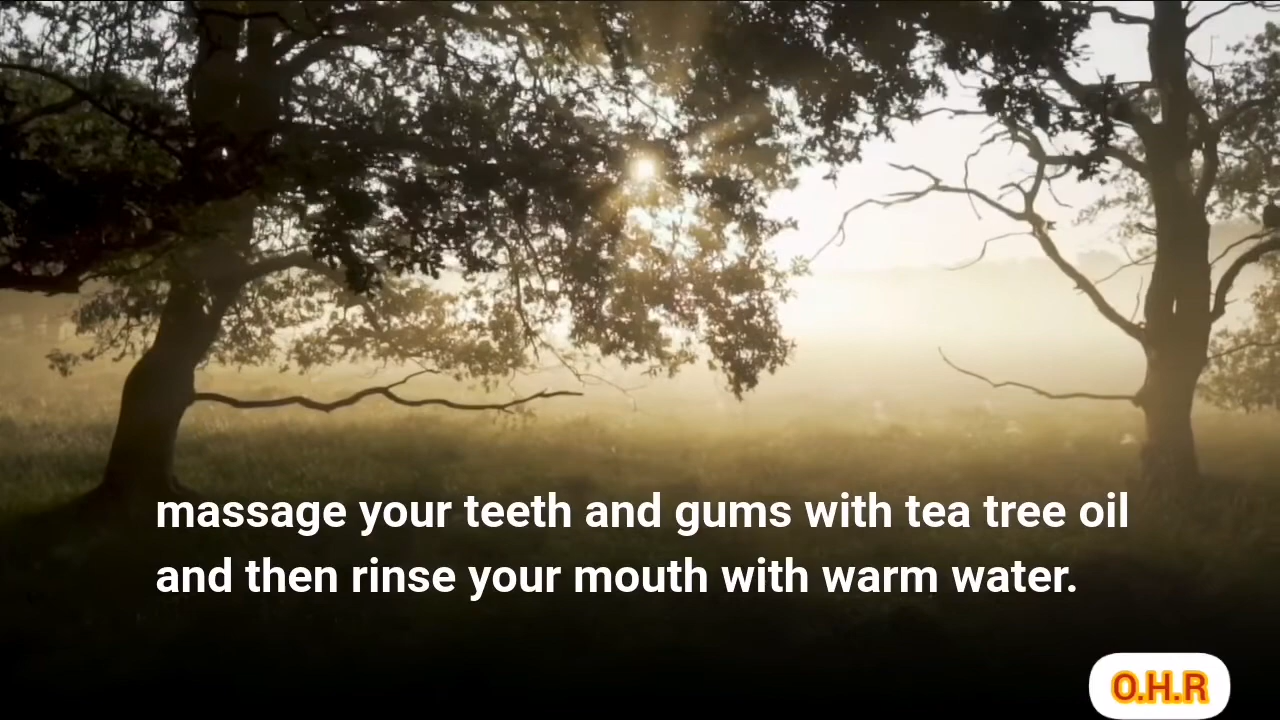 massage your teeth and gums with tea tree oil
and then rinse your mouth with warm water.
O.H.R